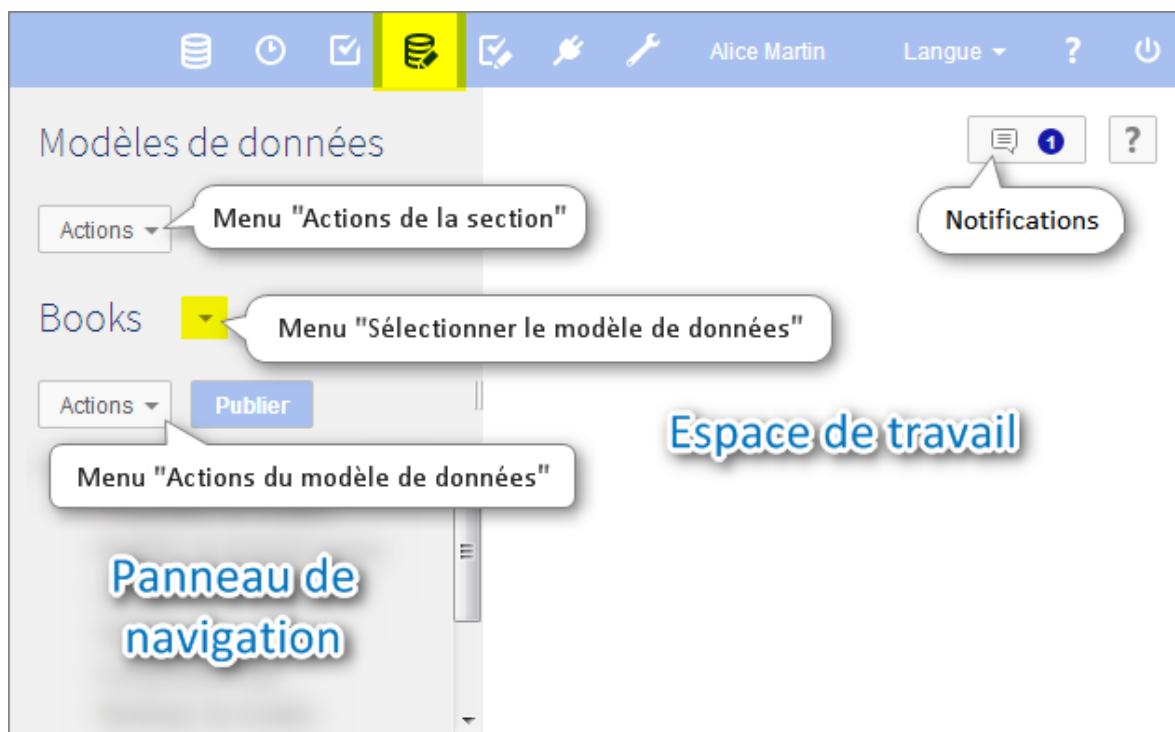 Alice Martin Langue ?
Modèles de données
1 ?
Actions Menu "Actions de la section"
Notifications
Books Menu "Sélectionner le modèle de données"
Actions Publier
Espace de travail
Menu "Actions du modèle de données"
Panneau de
navigation